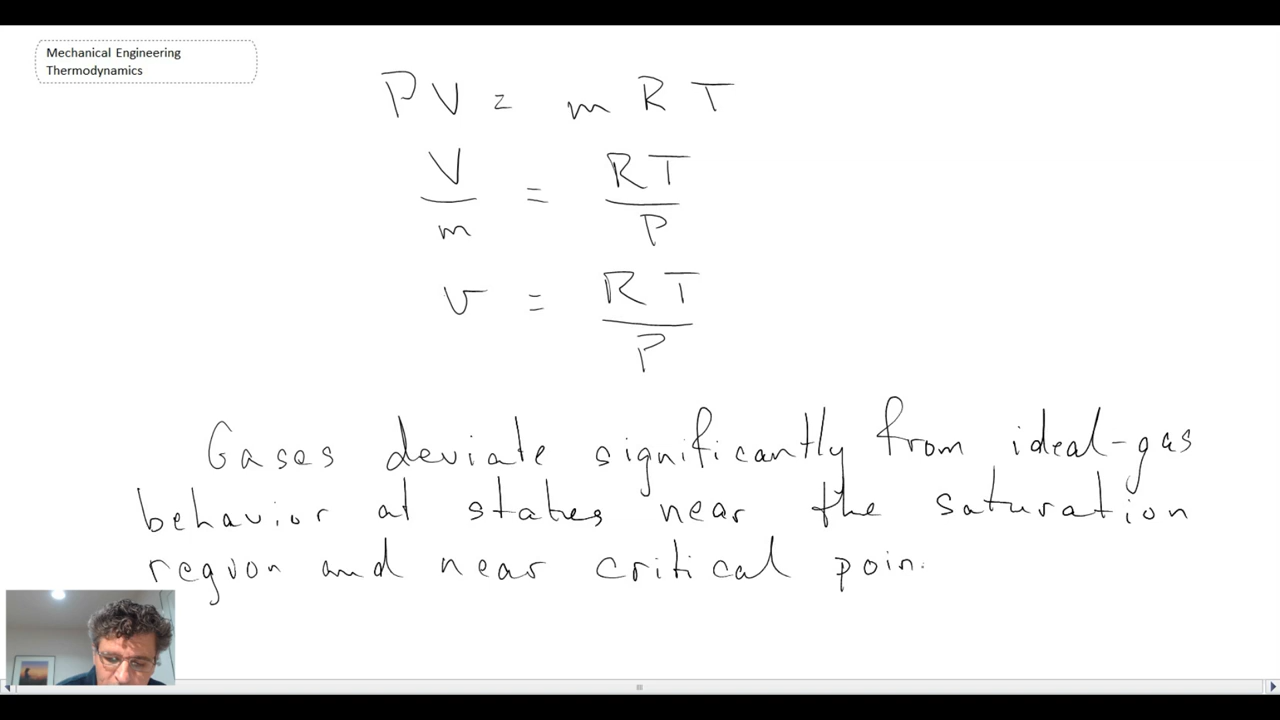 Mechanical Engineering
Thermodynamics
PV = m R T
V/m = RT/P
v = RT/P
Gases deviate significantly from ideal-gas
behavior at states near the saturation
region and near critical poin